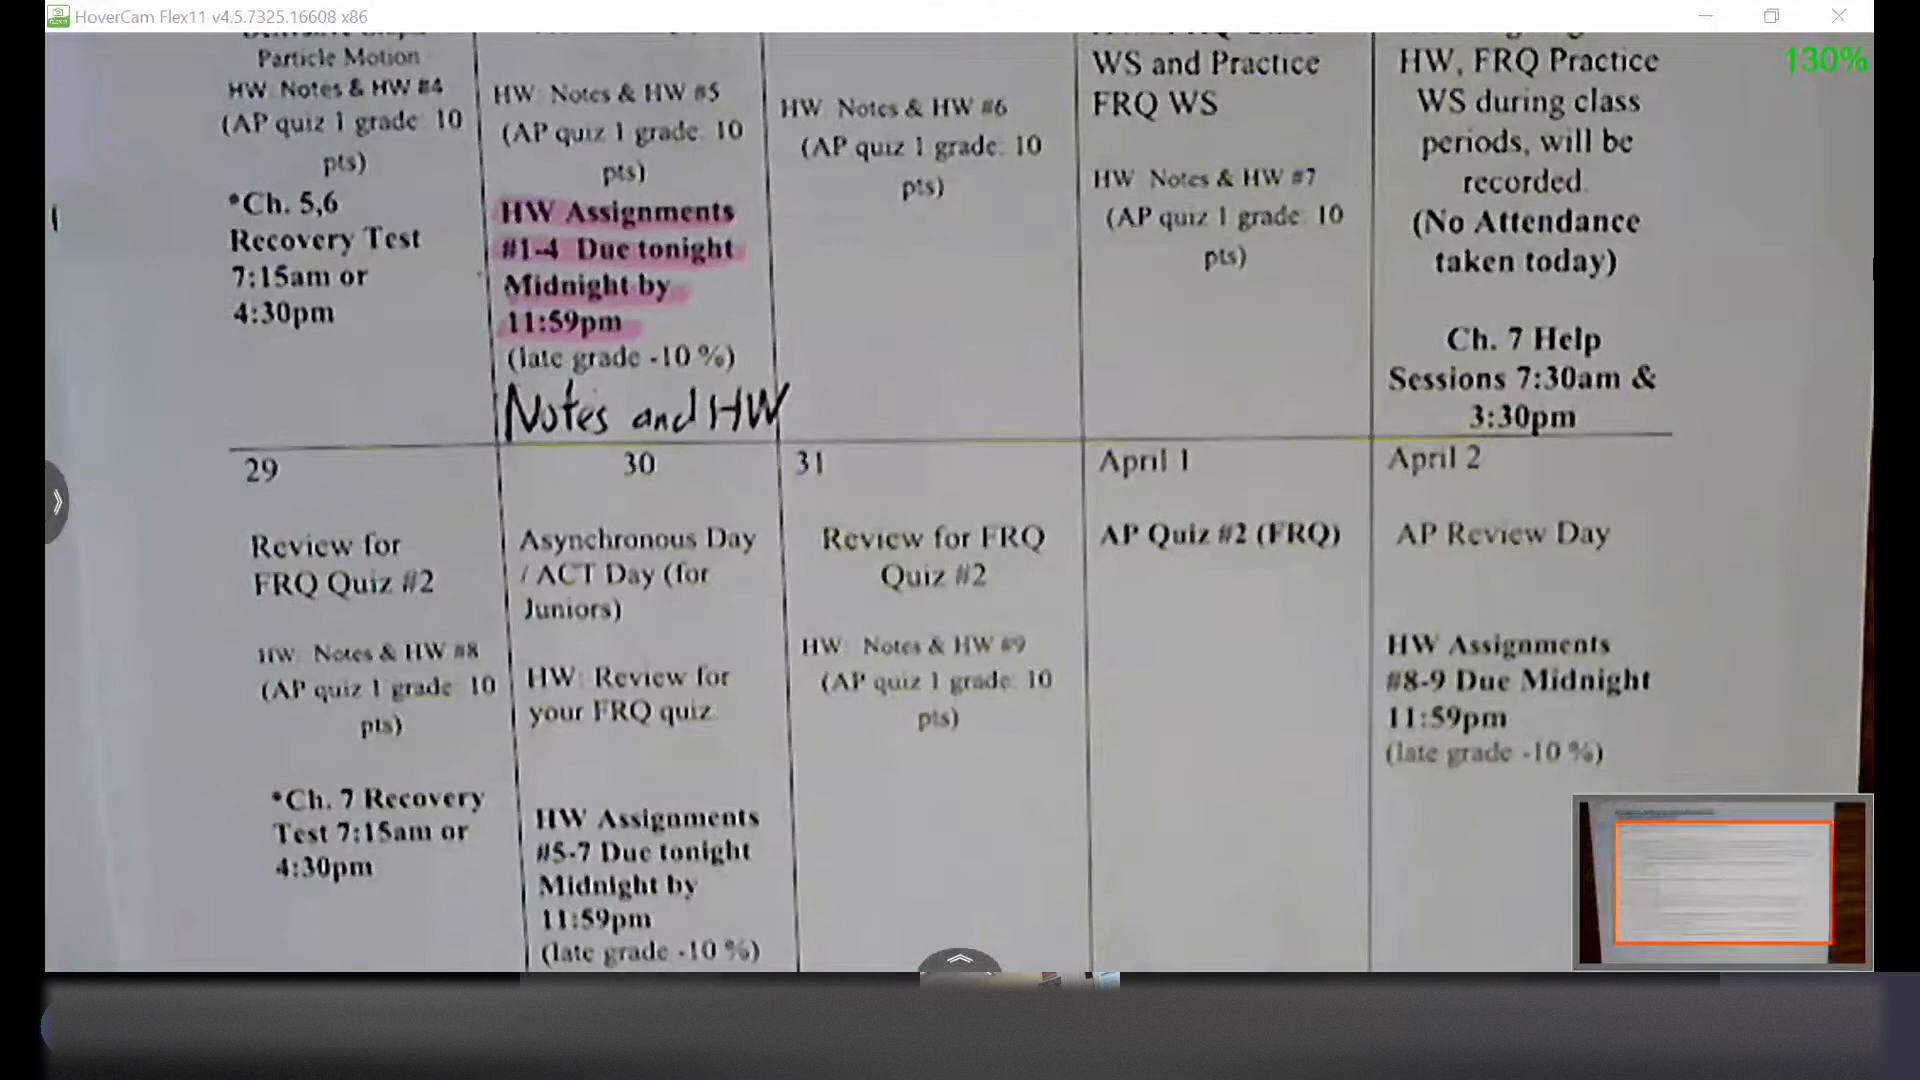 HoverCam Flex11 v4.5.7325.16608 x86
130%
Particle Motion
HW: Notes & HW #4
(AP quiz 1 grade: 10
pts)
*Ch. 5,6
Recovery Test
7:15am or
4:30pm
HW: Notes & HW #5
(AP quiz 1 grade: 10
pts)
HW Assignments
#1-4 Due tonight
Midnight by
11:59pm
(late grade -10 %)
Notes and HW
HW: Notes & HW #6
(AP quiz 1 grade: 10
pts)
WS and Practice
FRQ WS
HW: Notes & HW #7
(AP quiz 1 grade: 10
pts)
HW, FRQ Practice
WS during class
periods, will be
recorded.
(No Attendance
taken today)
Ch. 7 Help
Sessions 7:30am &
3:30pm
29
Review for
FRQ Quiz #2
HW: Notes & HW #8
(AP quiz 1 grade: 10
pts)
*Ch. 7 Recovery
Test 7:15am or
4:30pm
30
Asynchronous Day
/ ACT Day (for
Juniors)
HW: Review for
your FRQ quiz.
HW Assignments
#5-7 Due tonight
Midnight by
11:59pm
(late grade -10 %)
31
Review for FRQ
Quiz #2
HW: Notes & HW #9
(AP quiz 1 grade: 10
pts)
April 1
AP Quiz #2 (FRQ)
April 2
AP Review Day
HW Assignments
#8-9 Due Midnight
11:59pm
(late grade -10 %)